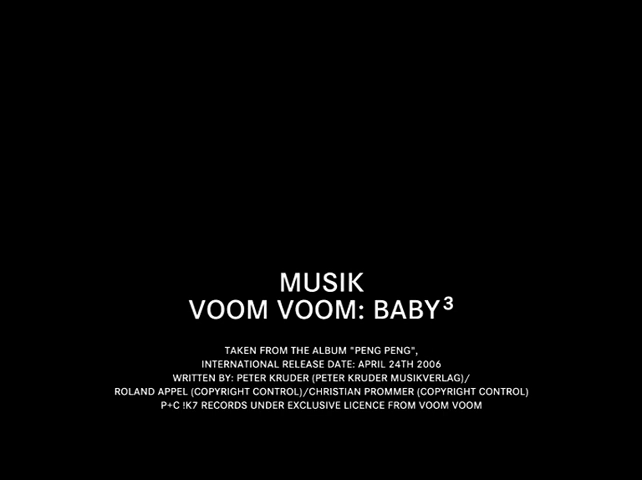 MUSIK
VOOM VOOM: BABY³
TAKEN FROM THE ALBUM "PENG PENG",
INTERNATIONAL RELEASE DATE: APRIL 24TH 2006
WRITTEN BY: PETER KRUDER (PETER KRUDER MUSIKVERLAG)/
ROLAND APPEL (COPYRIGHT CONTROL)/CHRISTIAN PROMMER (COPYRIGHT CONTROL)
P+C !K7 RECORDS UNDER EXCLUSIVE LICENCE FROM VOOM VOOM